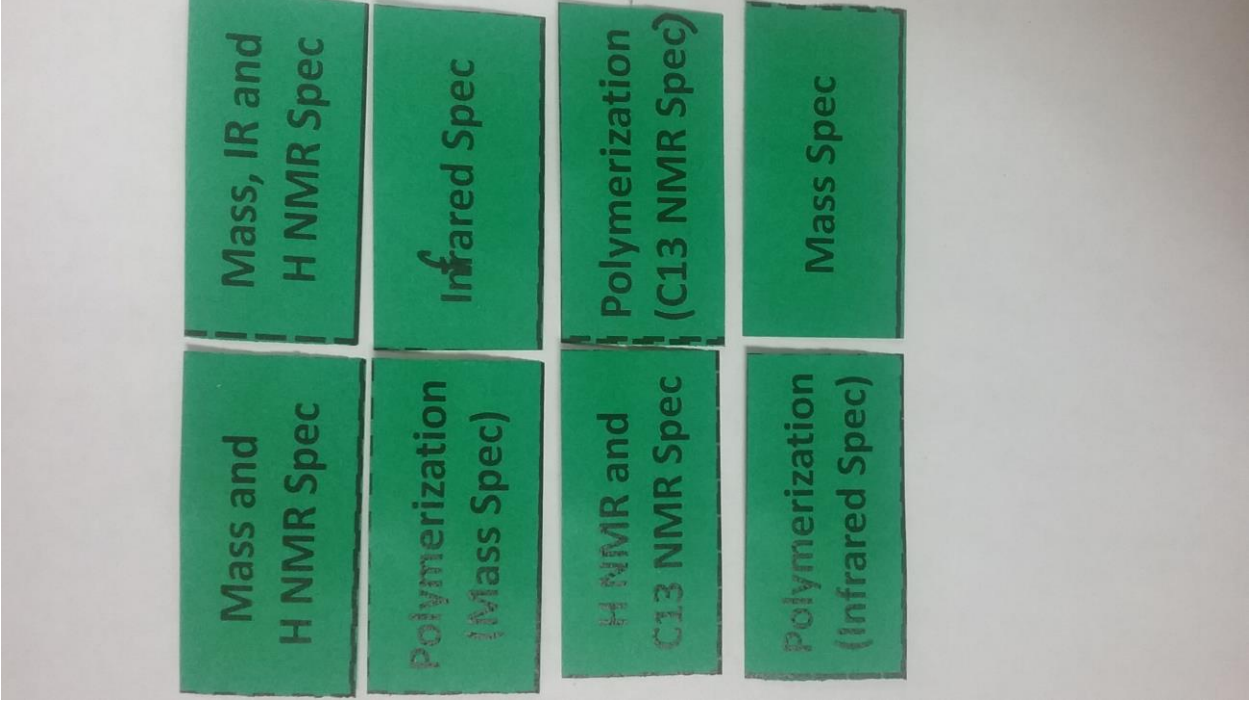 Mass and
H NMR Spec
Mass, IR and
H NMR Spec
Polymerization
(Mass Spec)
Infrared Spec
H NMR and
C13 NMR Spec
Polymerization
(C13 NMR Spec)
Polymerization
(Infrared Spec)
Mass Spec